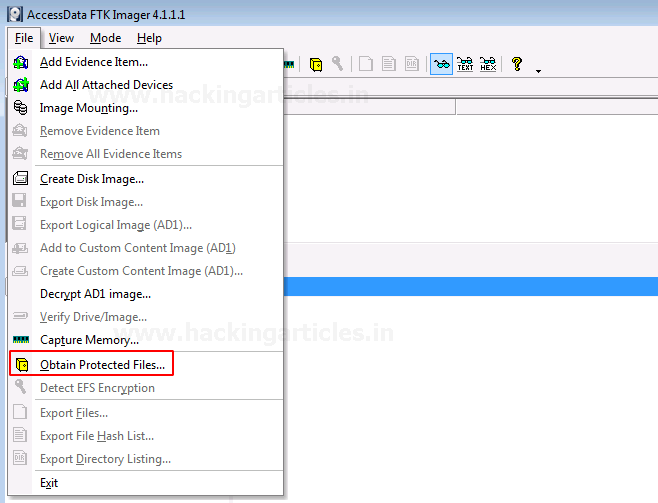 AccessData FTK Imager 4.1.1.1
File View Mode Help
TEXT HEX ?
Add Evidence Item...
Add All Attached Devices
www.hackingarticles.in
Image Mounting...
Remove Evidence Item
Remove All Evidence Items
Create Disk Image...
Export Disk Image...
Export Logical Image (AD1)...
Add to Custom Content Image (AD1)
Create Custom Content Image (AD1)...
Decrypt AD1 image...
Verify Drive/Image...
www.hackingarticles.in
Capture Memory...
Obtain Protected Files...
Detect EFS Encryption
Export Files...
Export File Hash List...
DIR Export Directory Listing...
Exit